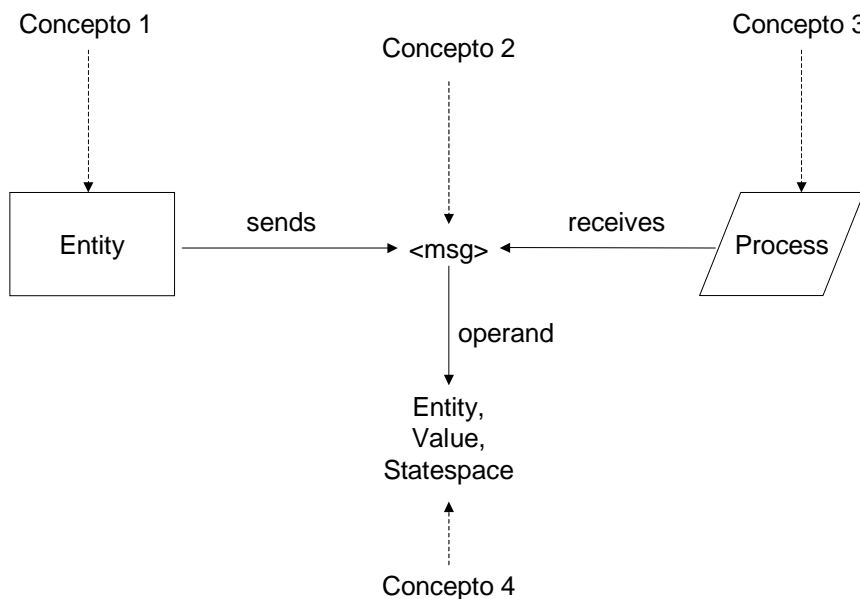 Concepto 1
Concepto 2
Concepto 3
Entity
sends
<msg>
receives
Process
operand
Entity,
Value,
Statespace
Concepto 4